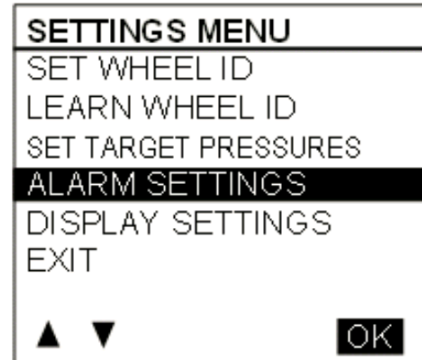 SETTINGS MENU
SET WHEEL ID
LEARN WHEEL ID
SET TARGET PRESSURES
ALARM SETTINGS
DISPLAY SETTINGS
EXIT
▲ ▼ OK